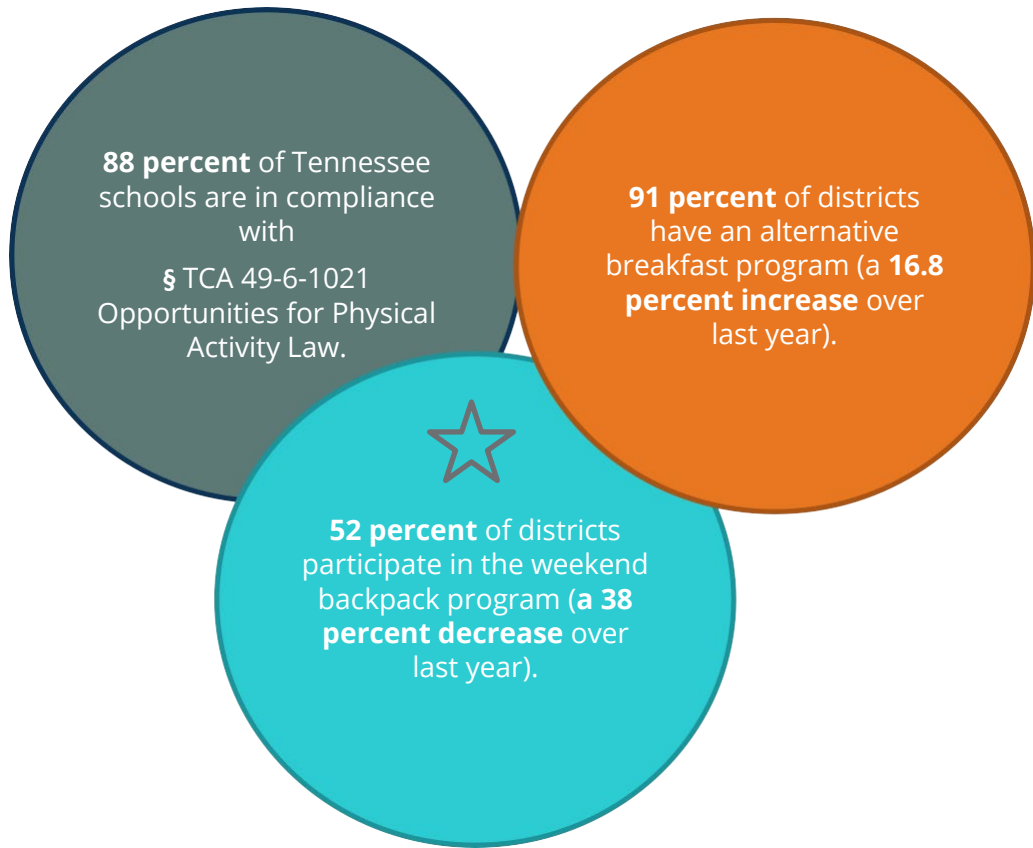 88 percent of Tennessee
schools are in compliance
with
§ TCA 49-6-1021
Opportunities for Physical
Activity Law.
91 percent of districts
have an alternative
breakfast program (a 16.8
percent increase over
last year).
52 percent of districts
participate in the weekend
backpack program (a 38
percent decrease over
last year).